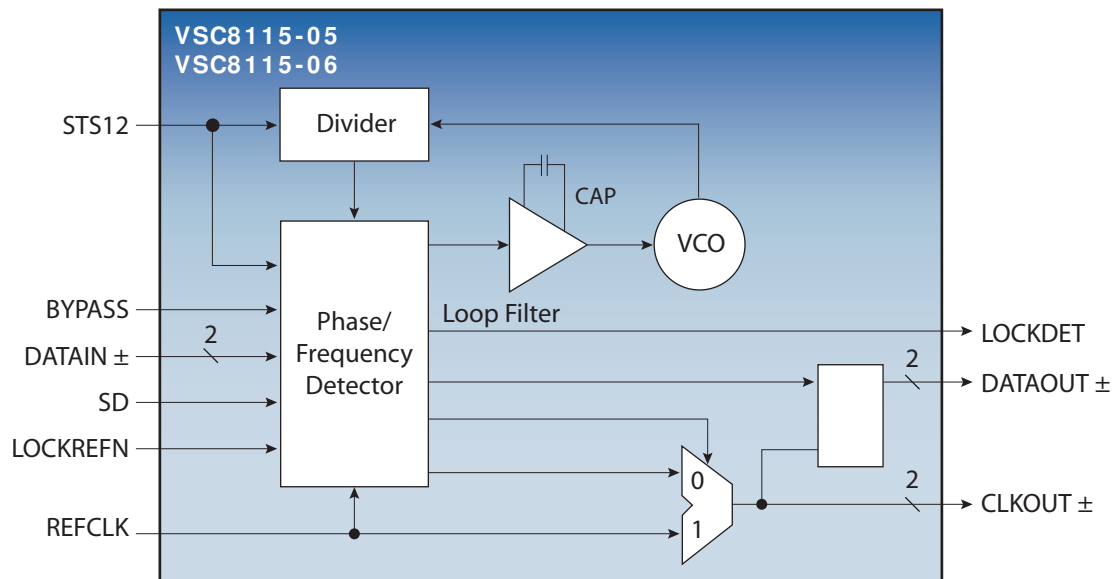 VSC8115-05
VSC8115-06
STS12
Divider
CAP
VCO
BYPASS
Loop Filter
2
DATAIN ±
Phase/
Frequency
Detector
LOCKDET
2
DATAOUT ±
SD
LOCKREFN
0
2
CLKOUT ±
REFCLK
1